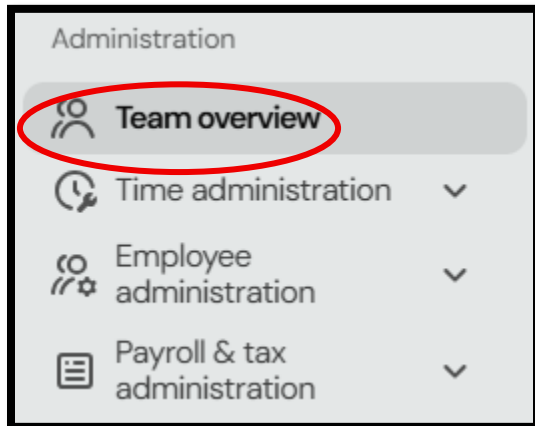 Administration
Team overview
Time administration
Employee
administration
Payroll & tax
administration